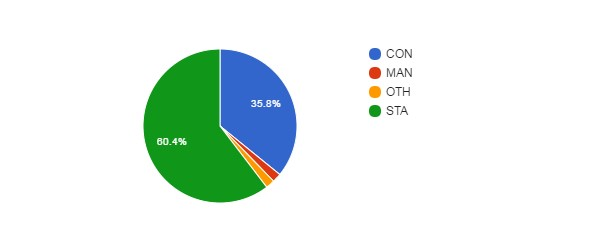 CON
MAN
OTH
STA
35.8%
60.4%